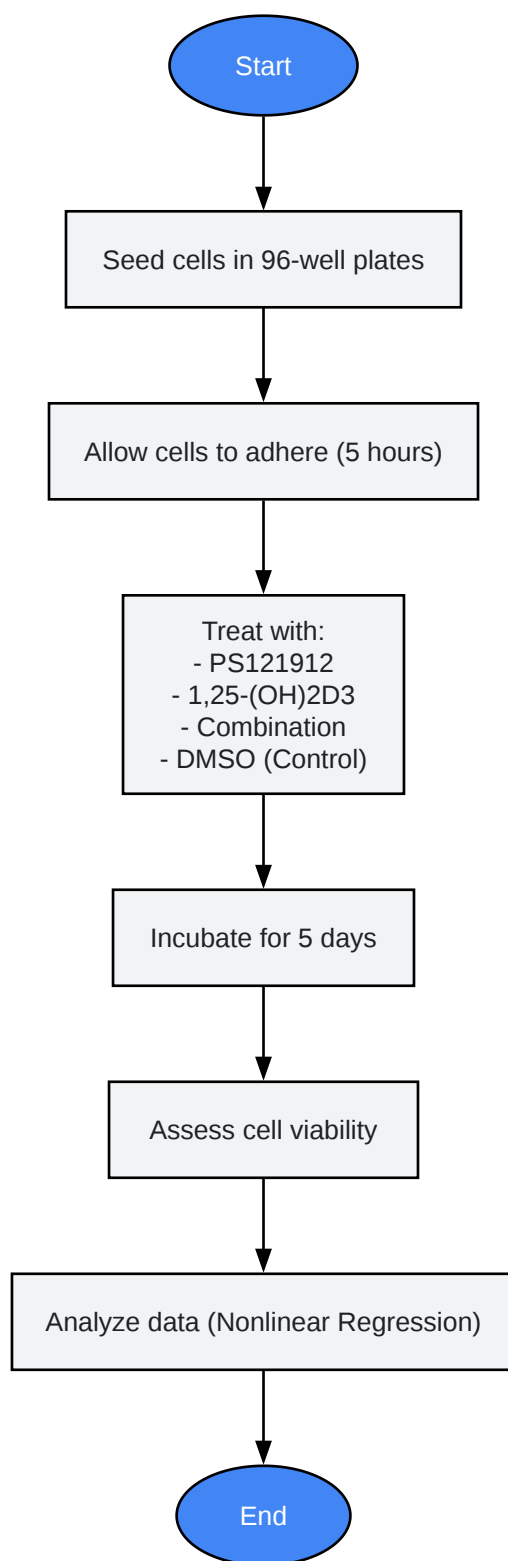 Start
Seed cells in 96-well plates
Allow cells to adhere (5 hours)
Treat with:
- PS121912
- 1,25-(OH)2D3
- Combination
- DMSO (Control)
Incubate for 5 days
Assess cell viability
Analyze data (Nonlinear Regression)
End